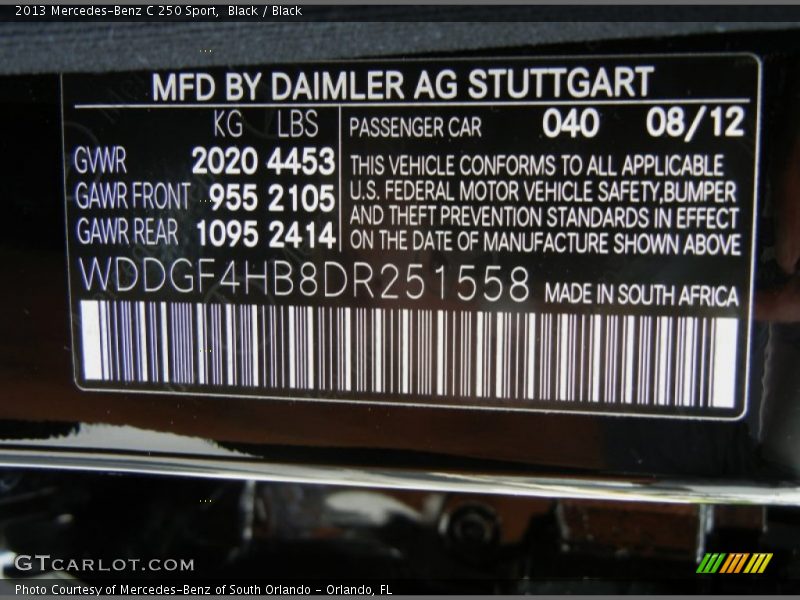 2013 Mercedes-Benz C 250 Sport,  Black / Black
MFD BY DAIMLER AG STUTTGART
KG LBS
GVWR 2020 4453
GAWR FRONT 955 2105
GAWR REAR 1095 2414
PASSENGER CAR 040 08/12
THIS VEHICLE CONFORMS TO ALL APPLICABLE
U.S. FEDERAL MOTOR VEHICLE SAFETY,BUMPER
AND THEFT PREVENTION STANDARDS IN EFFECT
ON THE DATE OF MANUFACTURE SHOWN ABOVE
WDDGF4HB8DR251558 MADE IN SOUTH AFRICA
GTCARLOT.COM
Photo Courtesy of Mercedes-Benz of South Orlando - Orlando, FL